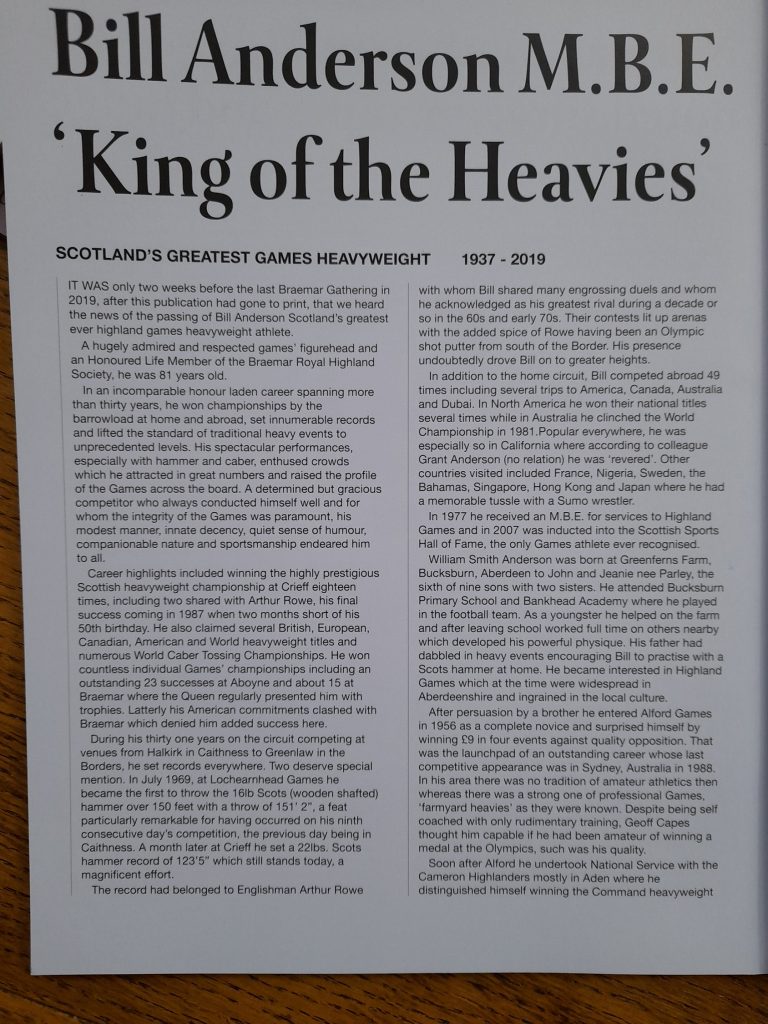 Bill Anderson M.B.E.
‘King of the Heavies’
SCOTLAND’S GREATEST GAMES HEAVYWEIGHT 1937 - 2019
IT WAS only two weeks before the last Braemar Gathering in
2019, after this publication had gone to print, that we heard
the news of the passing of Bill Anderson Scotland’s greatest
ever highland games heavyweight athlete.
A hugely admired and respected games’ figurehead and
an Honoured Life Member of the Braemar Royal Highland
Society, he was 81 years old.
In an incomparable honour laden career spanning more
than thirty years, he won championships by the
barrowload at home and abroad, set innumerable records
and lifted the standard of traditional heavy events to
unprecedented levels. His spectacular performances,
especially with hammer and caber, enthused crowds
which he attracted in great numbers and raised the profile
of the Games across the board. A determined but gracious
competitor who always conducted himself well and for
whom the integrity of the Games was paramount, his
modest manner, innate decency, quiet sense of humour,
companionable nature and sportsmanship endeared him
to all.
Career highlights included winning the highly prestigious
Scottish heavyweight championship at Crieff eighteen
times, including two shared with Arthur Rowe, his final
success coming in 1987 when two months short of his
50th birthday. He also claimed several British, European,
Canadian, American and World heavyweight titles and
numerous World Caber Tossing Championships. He won
countless individual Games’ championships including an
outstanding 23 successes at Aboyne and about 15 at
Braemar where the Queen regularly presented him with
trophies. Latterly his American commitments clashed with
Braemar which denied him added success here.
During his thirty one years on the circuit competing at
venues from Halkirk in Caithness to Greenlaw in the
Borders, he set records everywhere. Two deserve special
mention. In July 1969, at Lochearnhead Games he
became the first to throw the 16lb Scots (wooden shafted)
hammer over 150 feet with a throw of 151’ 2”, a feat
particularly remarkable for having occurred on his ninth
consecutive day’s competition, the previous day being in
Caithness. A month later at Crieff he set a 22lbs. Scots
hammer record of 123’5” which still stands today, a
magnificent effort.
The record had belonged to Englishman Arthur Rowe
with whom Bill shared many engrossing duels and whom
he acknowledged as his greatest rival during a decade or
so in the 60s and early 70s. Their contests lit up arenas
with the added spice of Rowe having been an Olympic
shot putter from south of the Border. His presence
undoubtedly drove Bill on to greater heights.
In addition to the home circuit, Bill competed abroad 49
times including several trips to America, Canada, Australia
and Dubai. In North America he won their national titles
several times while in Australia he clinched the World
Championship in 1981.Popular everywhere, he was
especially so in California where according to colleague
Grant Anderson (no relation) he was ‘revered’. Other
countries visited included France, Nigeria, Sweden, the
Bahamas, Singapore, Hong Kong and Japan where he had
a memorable tussle with a Sumo wrestler.
In 1977 he received an M.B.E. for services to Highland
Games and in 2007 was inducted into the Scottish Sports
Hall of Fame, the only Games athlete ever recognised.
William Smith Anderson was born at Greenferns Farm,
Bucksburn, Aberdeen to John and Jeanie nee Parley, the
sixth of nine sons with two sisters. He attended Bucksburn
Primary School and Bankhead Academy where he played
in the football team. As a youngster he helped on the farm
and after leaving school worked full time on others nearby
which developed his powerful physique. His father had
dabbled in heavy events encouraging Bill to practise with a
Scots hammer at home. He became interested in Highland
Games which at the time were widespread in
Aberdeenshire and ingrained in the local culture.
After persuasion by a brother he entered Alford Games
in 1956 as a complete novice and surprised himself by
winning £9 in four events against quality opposition. That
was the launchpad of an outstanding career whose last
competitive appearance was in Sydney, Australia in 1988.
In his area there was no tradition of amateur athletics then
whereas there was a strong one of professional Games,
‘farmyard heavies’ as they were known. Despite being self
coached with only rudimentary training, Geoff Capes
thought him capable if he had been amateur of winning a
medal at the Olympics, such was his quality.
Soon after Alford he undertook National Service with the
Cameron Highlanders mostly in Aden where he
distinguished himself winning the Command heavyweight